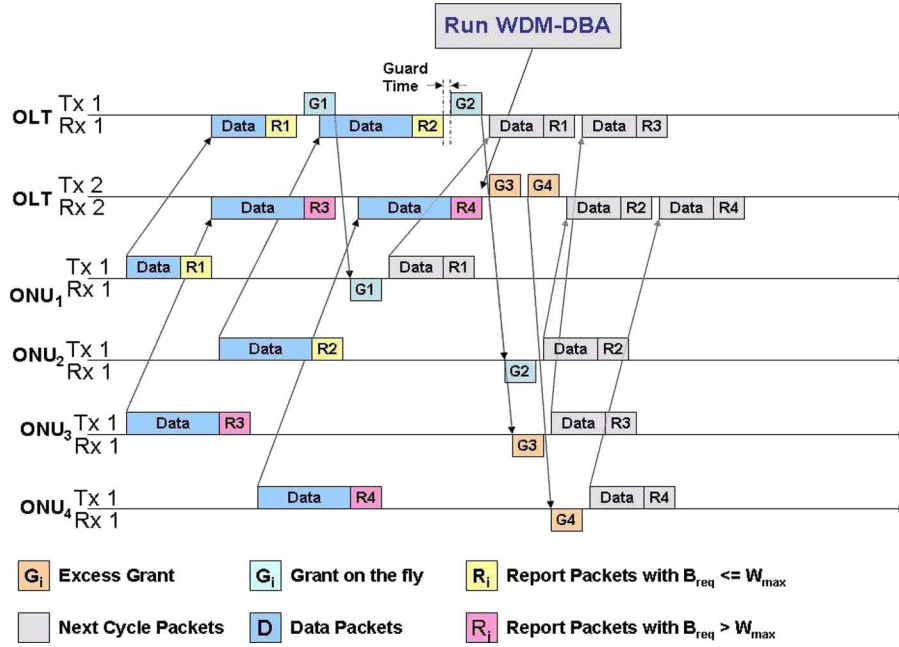 Run WDM-DBA
Guard Time
OLT Tx 1 G1 G2
Rx 1 Data R1 Data R2 Data R1 Data R3
OLT Tx 2 G3 G4
Rx 2 Data R3 Data R4 Data R2 Data R4
ONU1 Tx 1 Data R1 Data R1
Rx 1 G1
ONU2 Tx 1 Data R2 Data R2
Rx 1 G2
ONU3 Tx 1 Data R3 Data R3
Rx 1 G3
ONU4 Tx 1 Data R4 Data R4
Rx 1 G4
Gi Excess Grant
Gi Grant on the fly
Ri Report Packets with Breq <= Wmax
Next Cycle Packets
D Data Packets
Ri Report Packets with Breq > Wmax